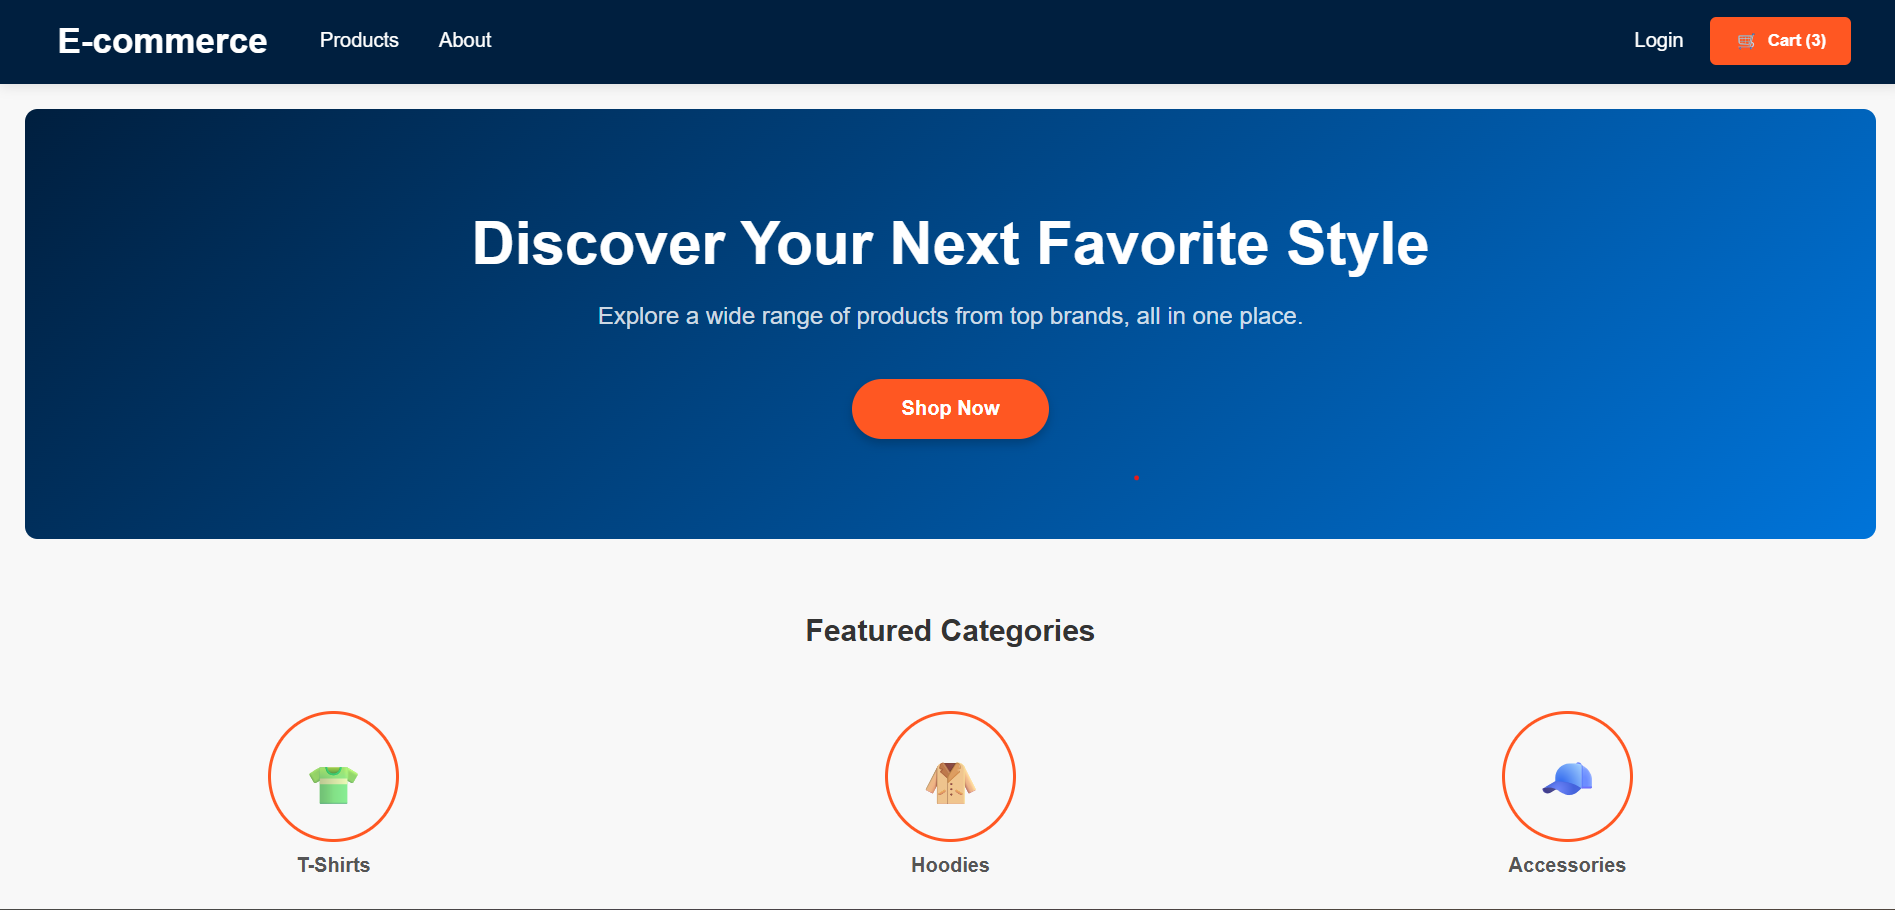 E-commerce Products About Login Cart (3)
Discover Your Next Favorite Style
Explore a wide range of products from top brands, all in one place.
Shop Now
Featured Categories
T-Shirts Hoodies Accessories